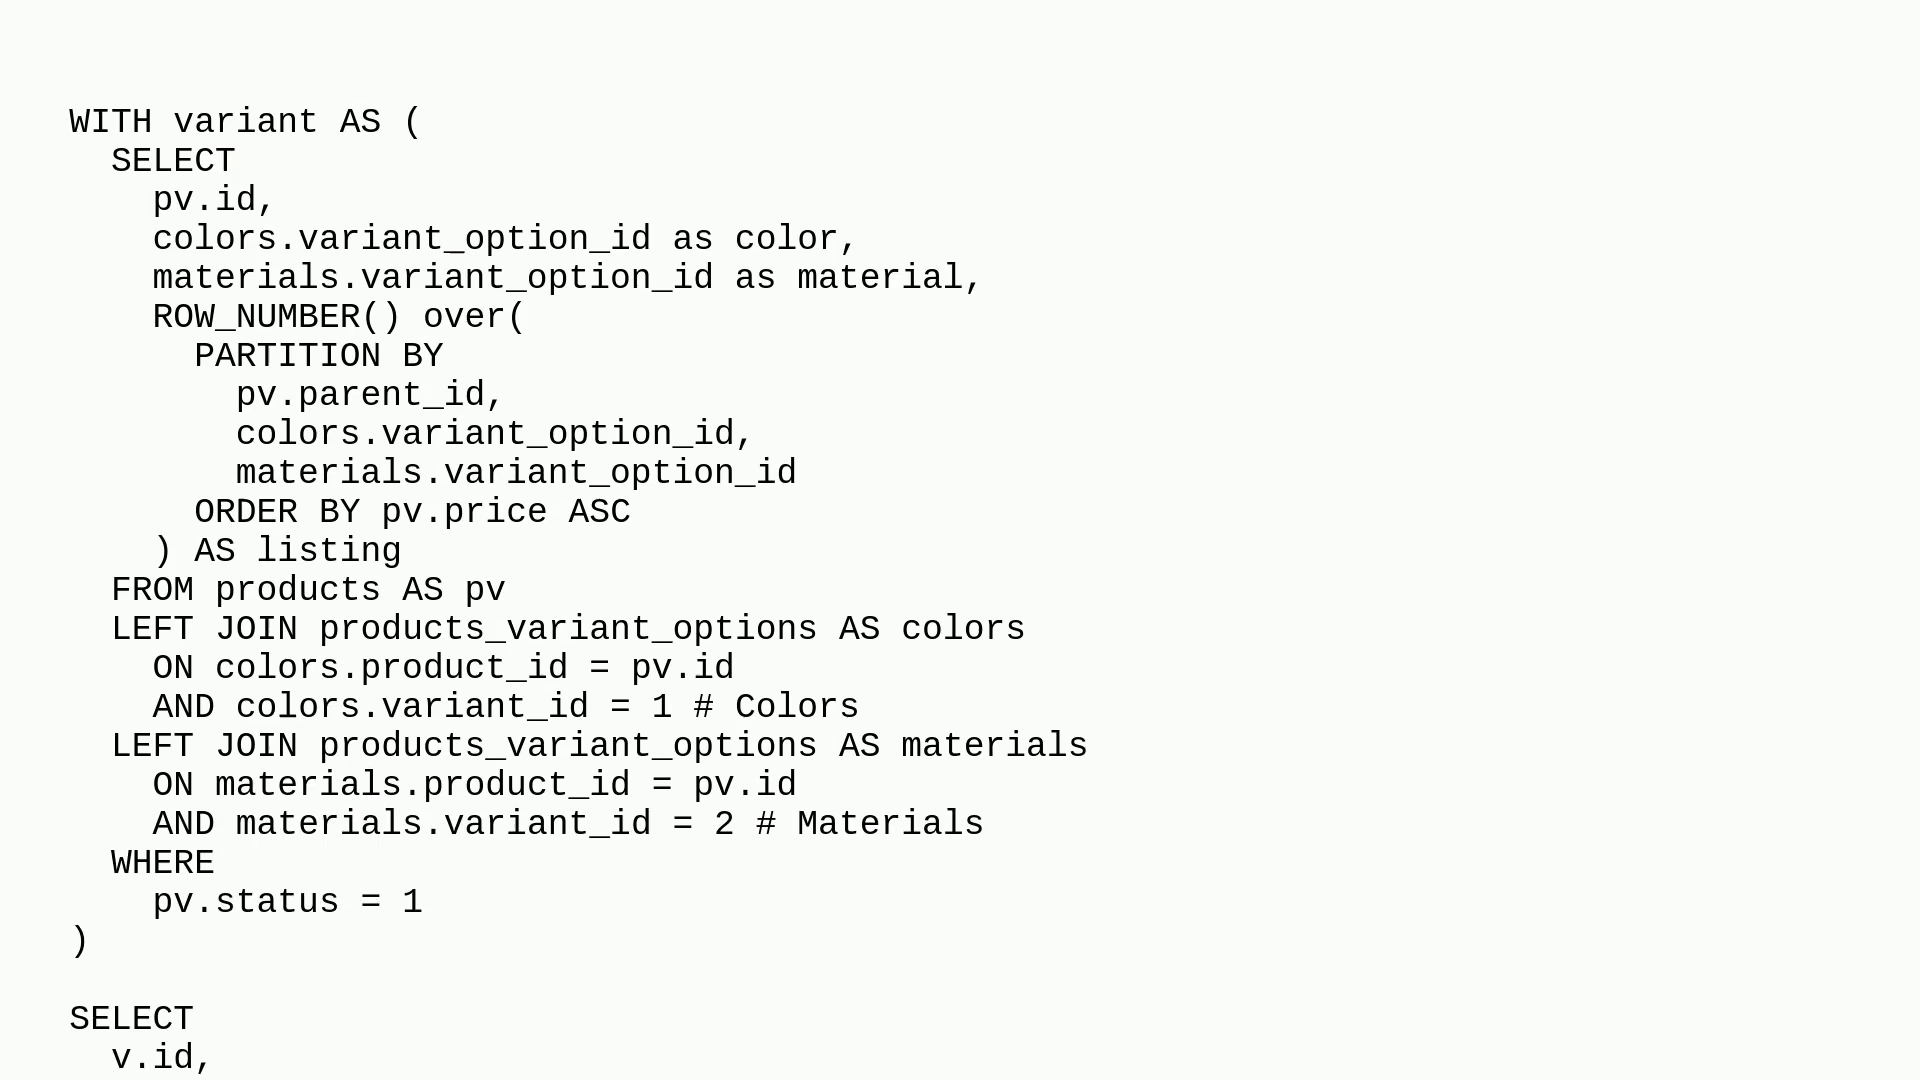 WITH variant AS (
  SELECT
    pv.id,
    colors.variant_option_id as color,
    materials.variant_option_id as material,
    ROW_NUMBER() over(
      PARTITION BY
        pv.parent_id,
        colors.variant_option_id,
        materials.variant_option_id
      ORDER BY pv.price ASC
    ) AS listing
  FROM products AS pv
  LEFT JOIN products_variant_options AS colors
    ON colors.product_id = pv.id
    AND colors.variant_id = 1 # Colors
  LEFT JOIN products_variant_options AS materials
    ON materials.product_id = pv.id
    AND materials.variant_id = 2 # Materials
  WHERE
    pv.status = 1
)

SELECT
  v.id,